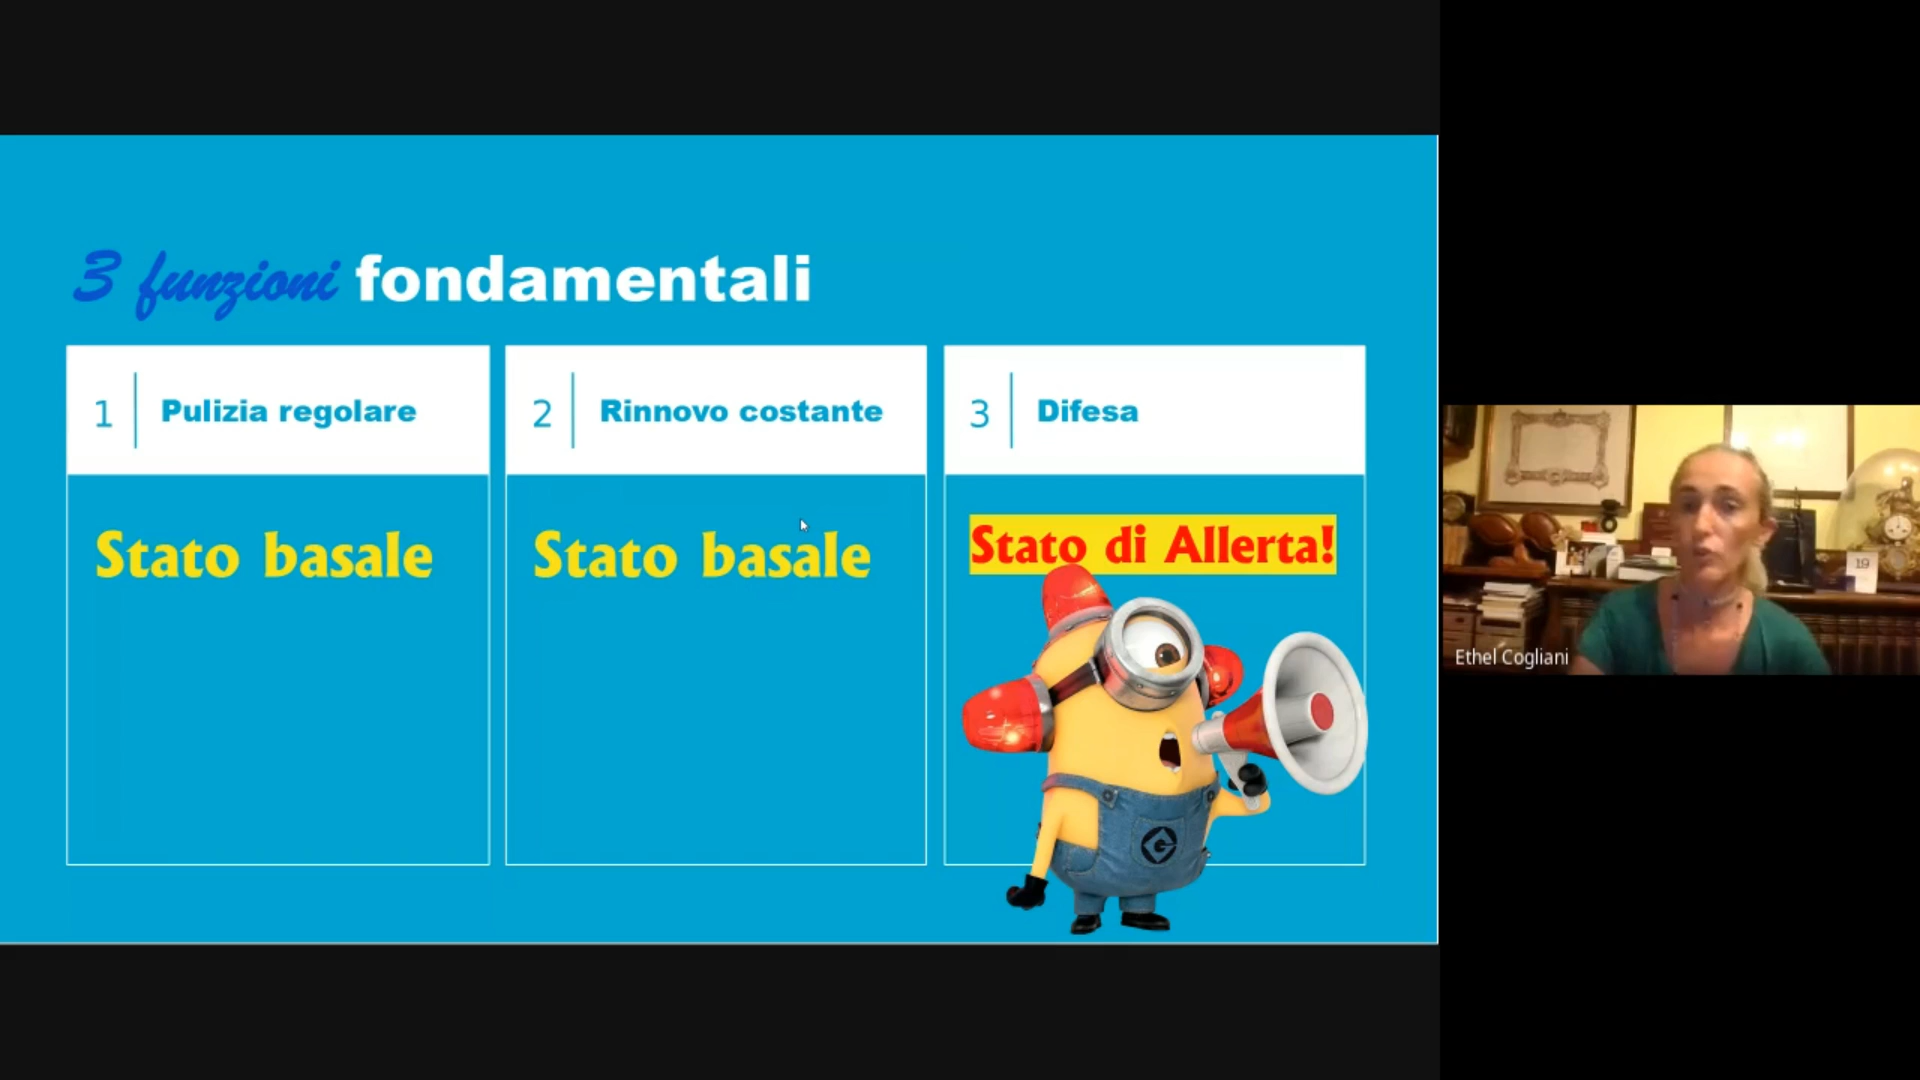 3 funzioni fondamentali
1 Pulizia regolare
Stato basale
2 Rinnovo costante
Stato basale
3 Difesa
Stato di Allerta!
Ethel Cogliani
19